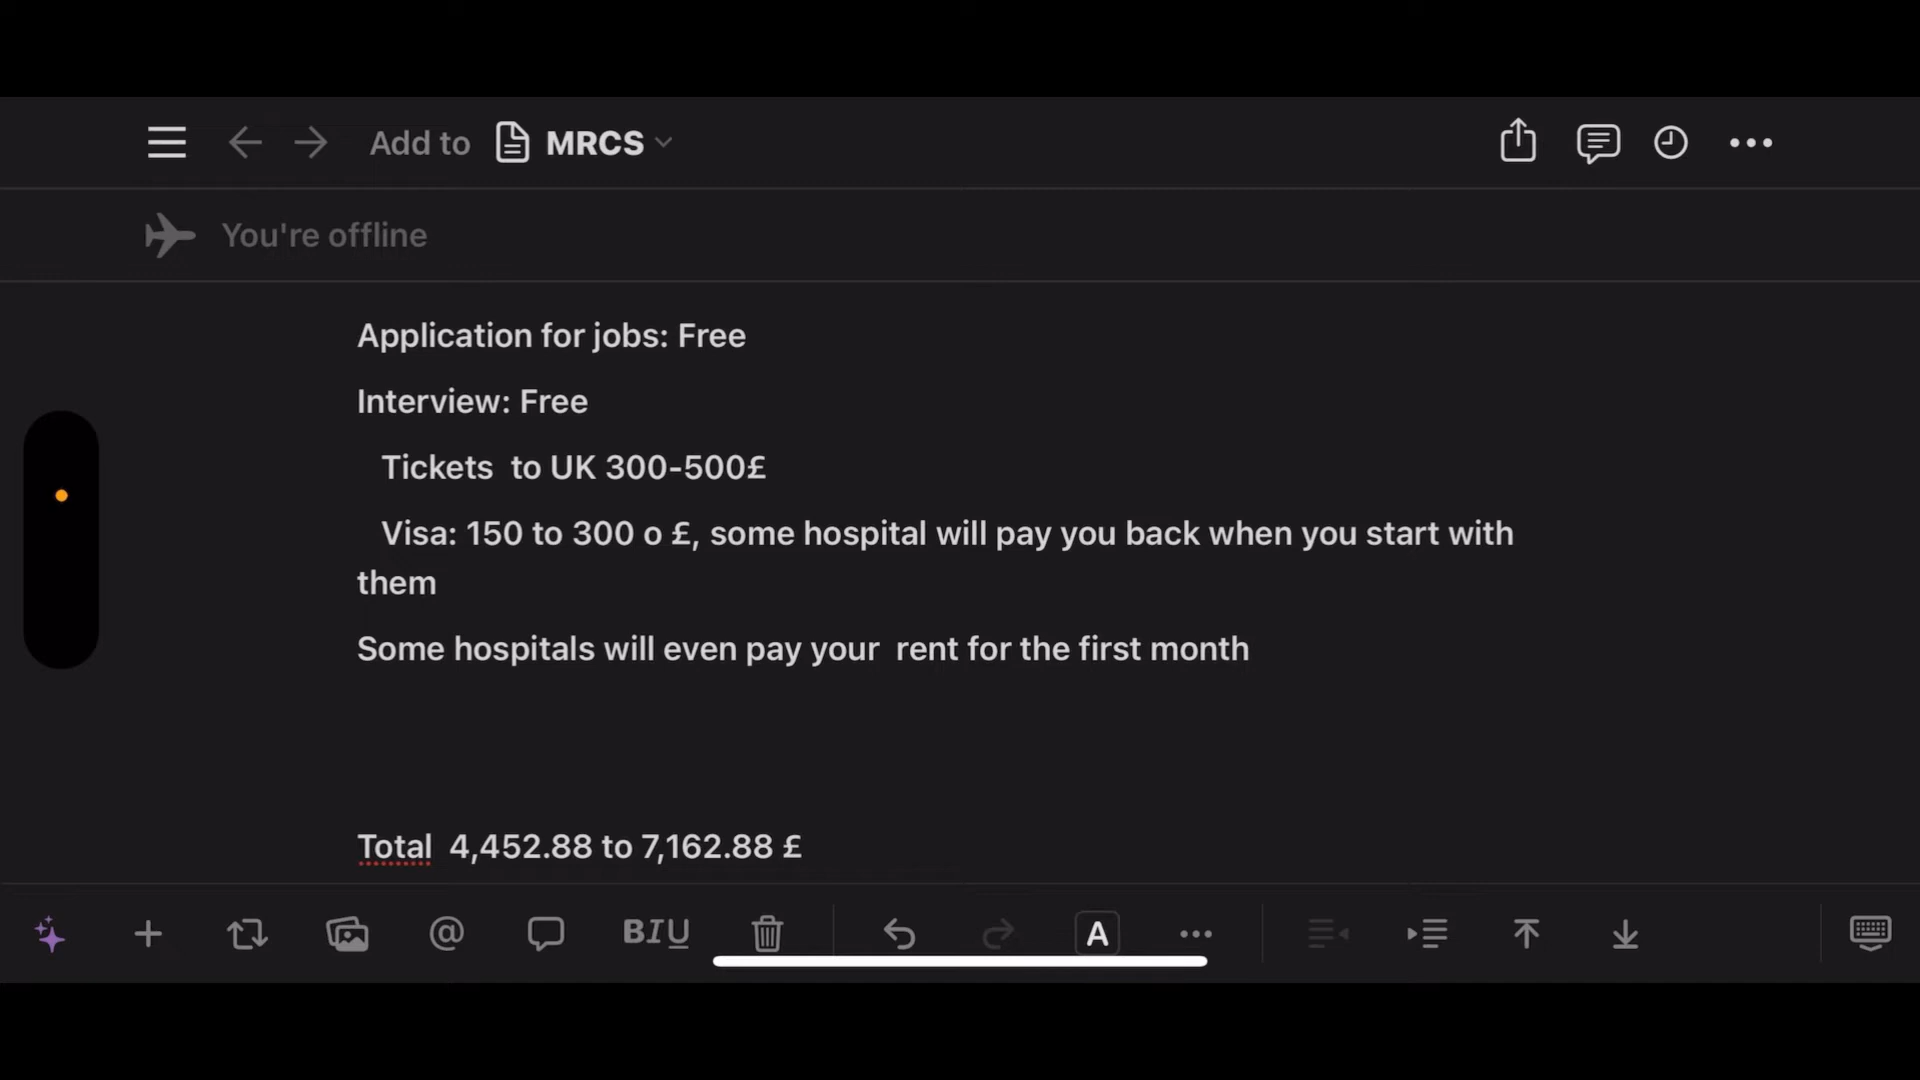 Add to MRCS
You're offline
Application for jobs: Free
Interview: Free
Tickets  to UK 300-500£
Visa: 150 to 300 o £, some hospital will pay you back when you start with
them
Some hospitals will even pay your  rent for the first month
Total  4,452.88 to 7,162.88 £
@ BIU A